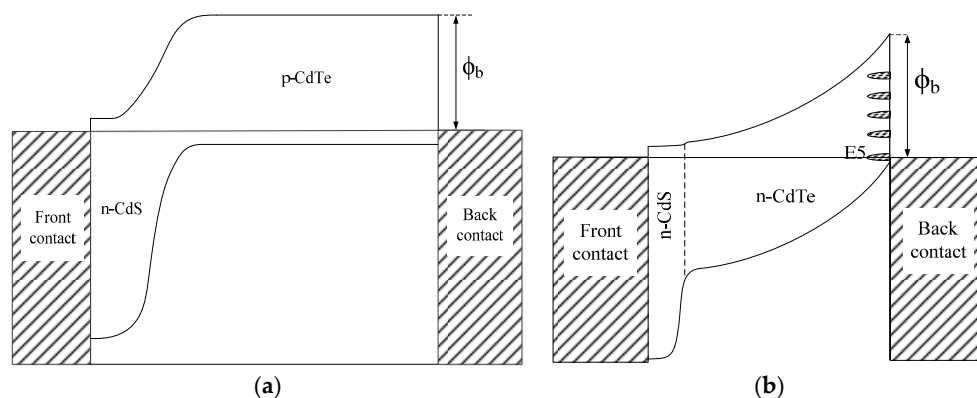 p-CdTe
ϕb
n-CdS
Front
contact
Back
contact
(a)
ϕb
E5
n-CdS
n-CdTe
Front
contact
Back
contact
(b)